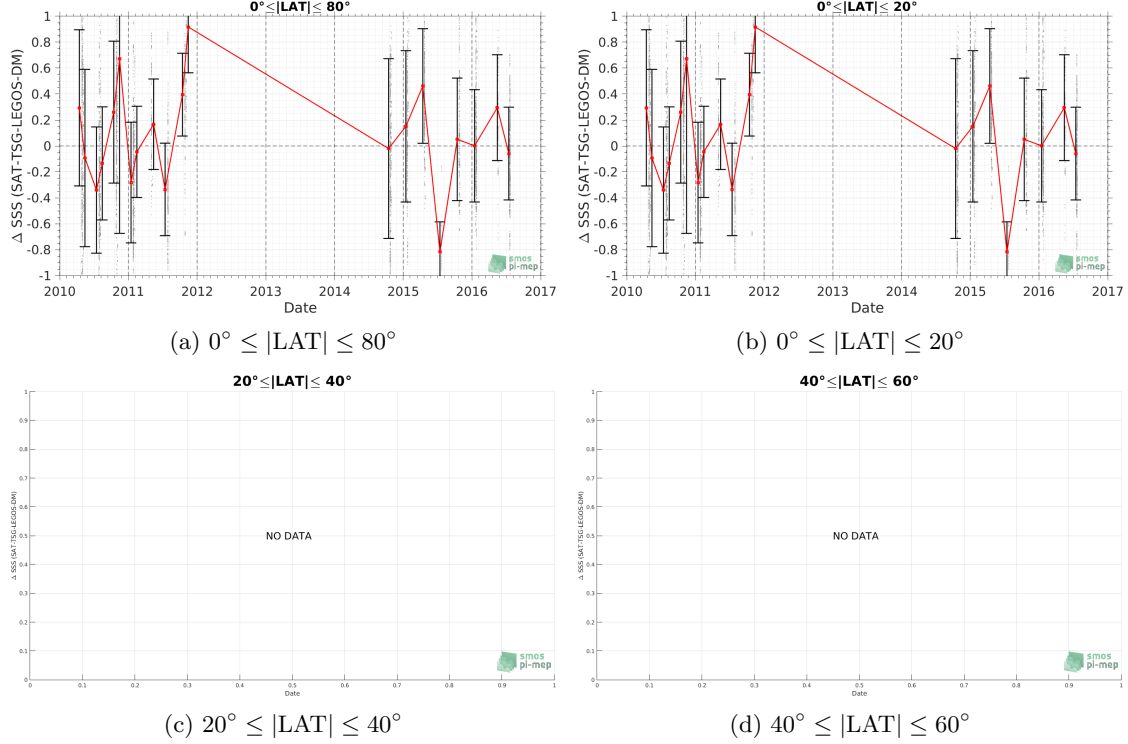 0°≤|LAT|≤ 80°
Δ SSS (SAT-TSG-LEGOS-DM)
1
0.8
0.6
0.4
0.2
0
-0.2
-0.4
-0.6
-0.8
-1
2010 2011 2012 2013 2014 2015 2016 2017
Date
smos
pi-mep
(a) 0° ≤ |LAT| ≤ 80°
0°≤|LAT|≤ 20°
Δ SSS (SAT-TSG-LEGOS-DM)
1
0.8
0.6
0.4
0.2
0
-0.2
-0.4
-0.6
-0.8
-1
2010 2011 2012 2013 2014 2015 2016 2017
Date
smos
pi-mep
(b) 0° ≤ |LAT| ≤ 20°
20°≤|LAT|≤ 40°
Δ SSS (SAT-TSG-LEGOS-DM)
1
0.9
0.8
0.7
0.6
0.5
0.4
0.3
0.2
0.1
0
NO DATA
0 0.1 0.2 0.3 0.4 0.5 0.6 0.7 0.8 0.9 1
Date
smos
pi-mep
(c) 20° ≤ |LAT| ≤ 40°
40°≤|LAT|≤ 60°
Δ SSS (SAT-TSG-LEGOS-DM)
1
0.9
0.8
0.7
0.6
0.5
0.4
0.3
0.2
0.1
0
NO DATA
0 0.1 0.2 0.3 0.4 0.5 0.6 0.7 0.8 0.9 1
Date
smos
pi-mep
(d) 40° ≤ |LAT| ≤ 60°